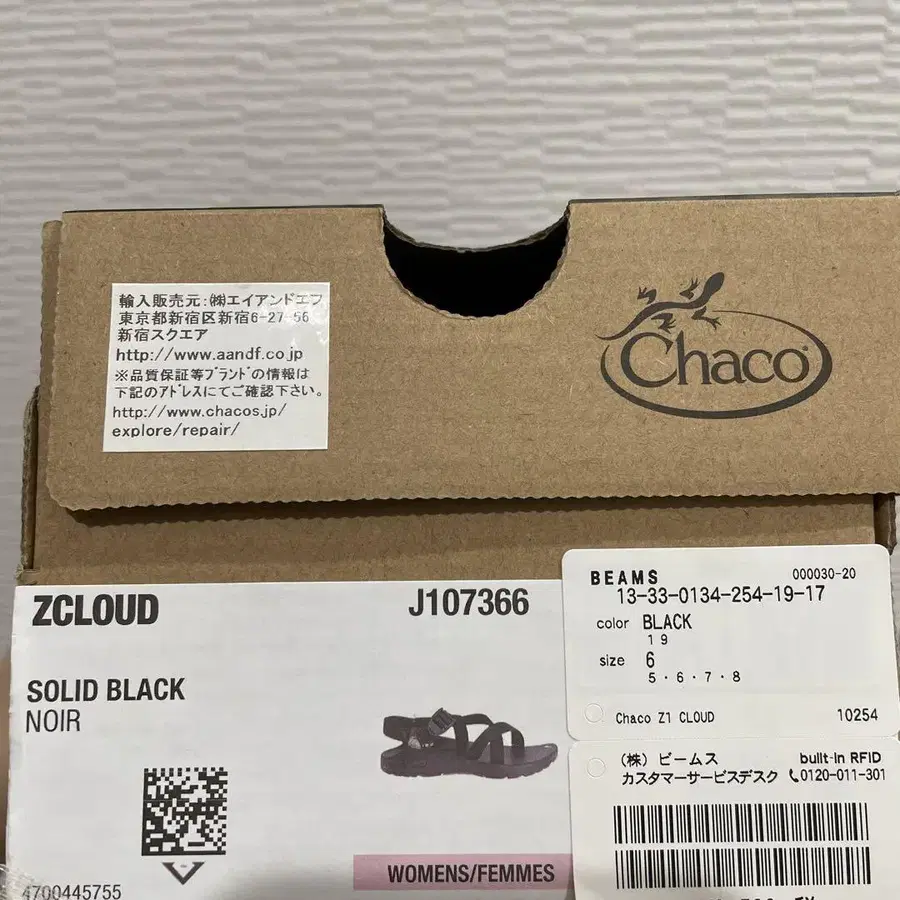 輸入販売元:㈱エイアンドエフ
東京都新宿区新宿6-27-56
新宿スクエア
http://www.aandf.co.jp
※品質保証等ブランドの情報は
下記のアドレスにてご確認下さい。
http://www.chacos.jp/
explore/repair/
Chaco
ZCLOUD
J107366
SOLID BLACK
NOIR
4700445755
WOMENS/FEMMES
BEAMS 000030-20
13-33-0134-254-19-17
color BLACK
19
size 6
5・6・7・8
Chaco Z1 CLOUD 10254
(株) ビームス built-in RFID
カスタマーサービスデスク 0120-011-301